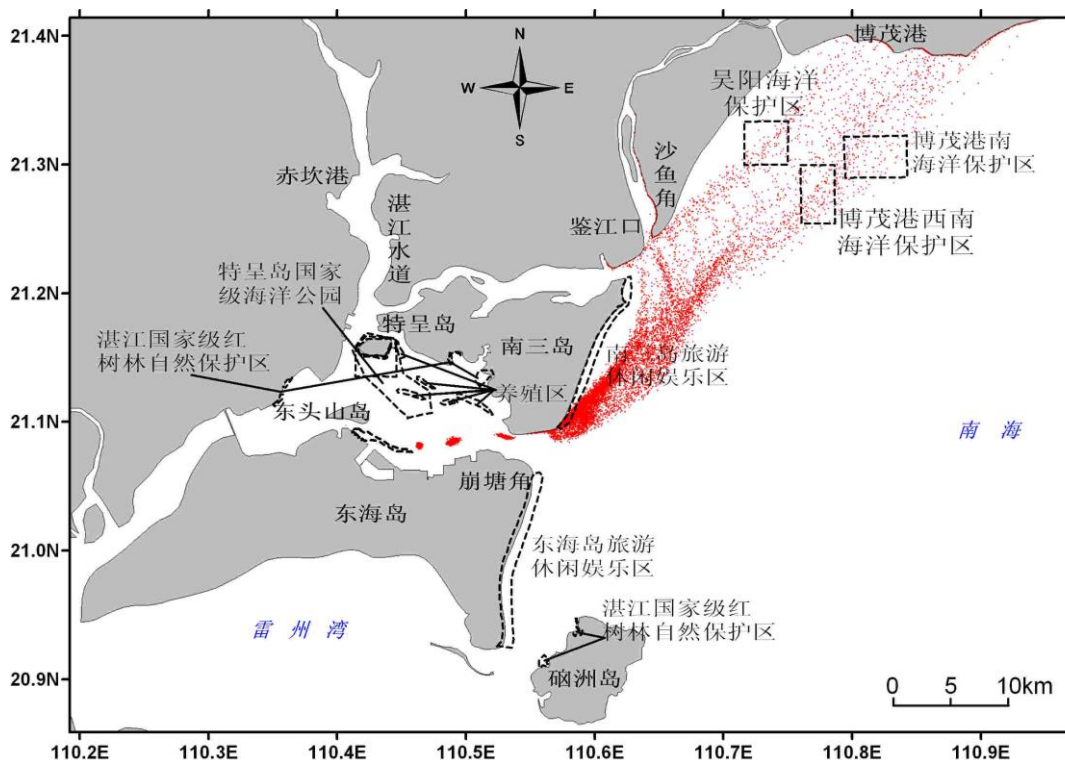 21.4N
21.3N
21.2N
21.1N
21.0N
20.9N
110.2E
110.3E
110.4E
110.5E
110.6E
110.7E
110.8E
110.9E
N
W
E
S
博茂港
吴阳海洋
保护区
博茂港南
海洋保护区
博茂港西南
海洋保护区
沙鱼角
鉴江口
赤坎港
湛江水道
特呈岛国家
级海洋公园
特呈岛
湛江国家级红
树林自然保护区
南三岛
南三岛旅游
休闲娱乐区
养殖区
东头山岛
南 海
崩塘角
东海岛
东海岛旅游
休闲娱乐区
雷 州 湾
湛江国家级红
树林自然保护区
硇洲岛
0 5 10km